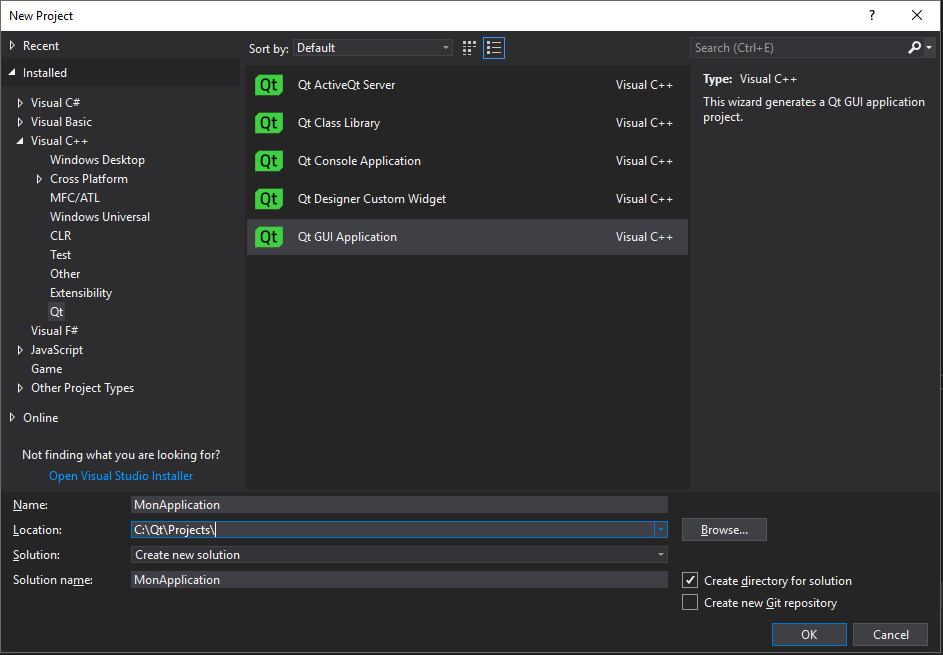 New Project
?
Recent
Installed
Visual C#
Visual Basic
Visual C++
Windows Desktop
Cross Platform
MFC/ATL
Windows Universal
CLR
Test
Other
Extensibility
Qt
Visual F#
JavaScript
Game
Other Project Types
Online
Not finding what you are looking for?
Open Visual Studio Installer
Sort by: Default
Qt Qt ActiveQt Server Visual C++
Qt Qt Class Library Visual C++
Qt Qt Console Application Visual C++
Qt Qt Designer Custom Widget Visual C++
Qt Qt GUI Application Visual C++
Search (Ctrl+E)
Type: Visual C++
This wizard generates a Qt GUI application
project.
Name: MonApplication
Location: C:\Qt\Projects\ Browse...
Solution: Create new solution
Solution name: MonApplication
Create directory for solution
Create new Git repository
OK Cancel